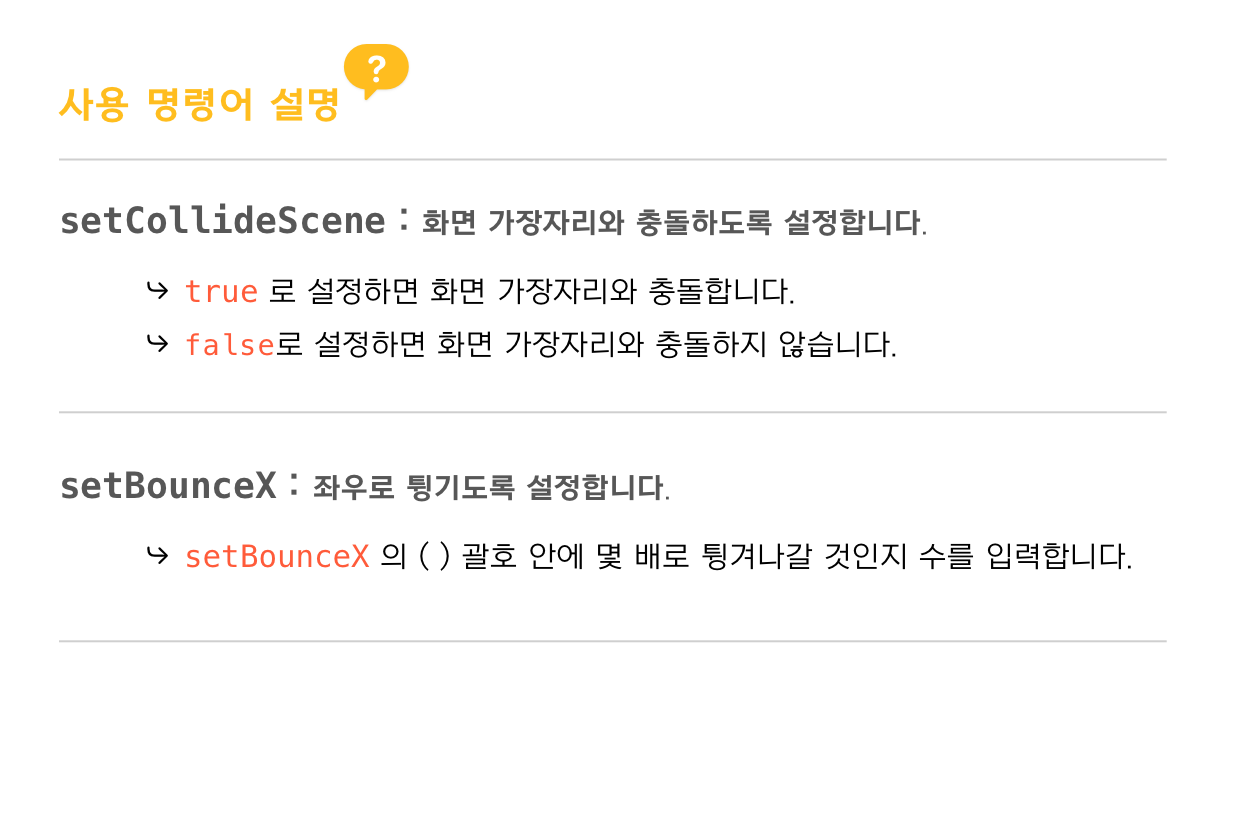 사용 명령어 설명 ?
setCollideScene : 화면 가장자리와 충돌하도록 설정합니다.
↪ true 로 설정하면 화면 가장자리와 충돌합니다.
↪ false로 설정하면 화면 가장자리와 충돌하지 않습니다.
setBounceX : 좌우로 튕기도록 설정합니다.
↪ setBounceX 의 ( ) 괄호 안에 몇 배로 튕겨나갈 것인지 수를 입력합니다.